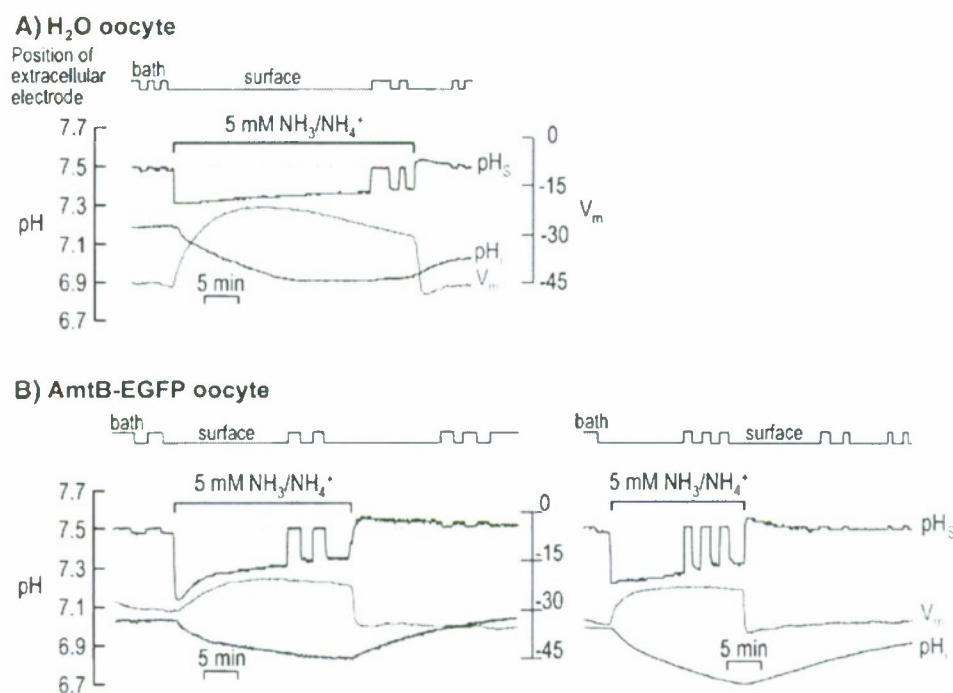 A) H₂O oocyte
Position of extracellular electrode
bath
surface
5 mM NH₃/NH₄⁺
7.7
7.5
7.3
7.1
6.9
6.7
pH
0
-15
-30
-45
Vₘ
pHₛ
pHᵢ
Vₘ
5 min
B) AmtB-EGFP oocyte
bath
surface
5 mM NH₃/NH₄⁺
7.7
7.5
7.3
7.1
6.9
6.7
pH
5 min
0
-15
-30
-45
bath
surface
5 mM NH₃/NH₄⁺
pHₛ
Vₘ
pHᵢ
5 min